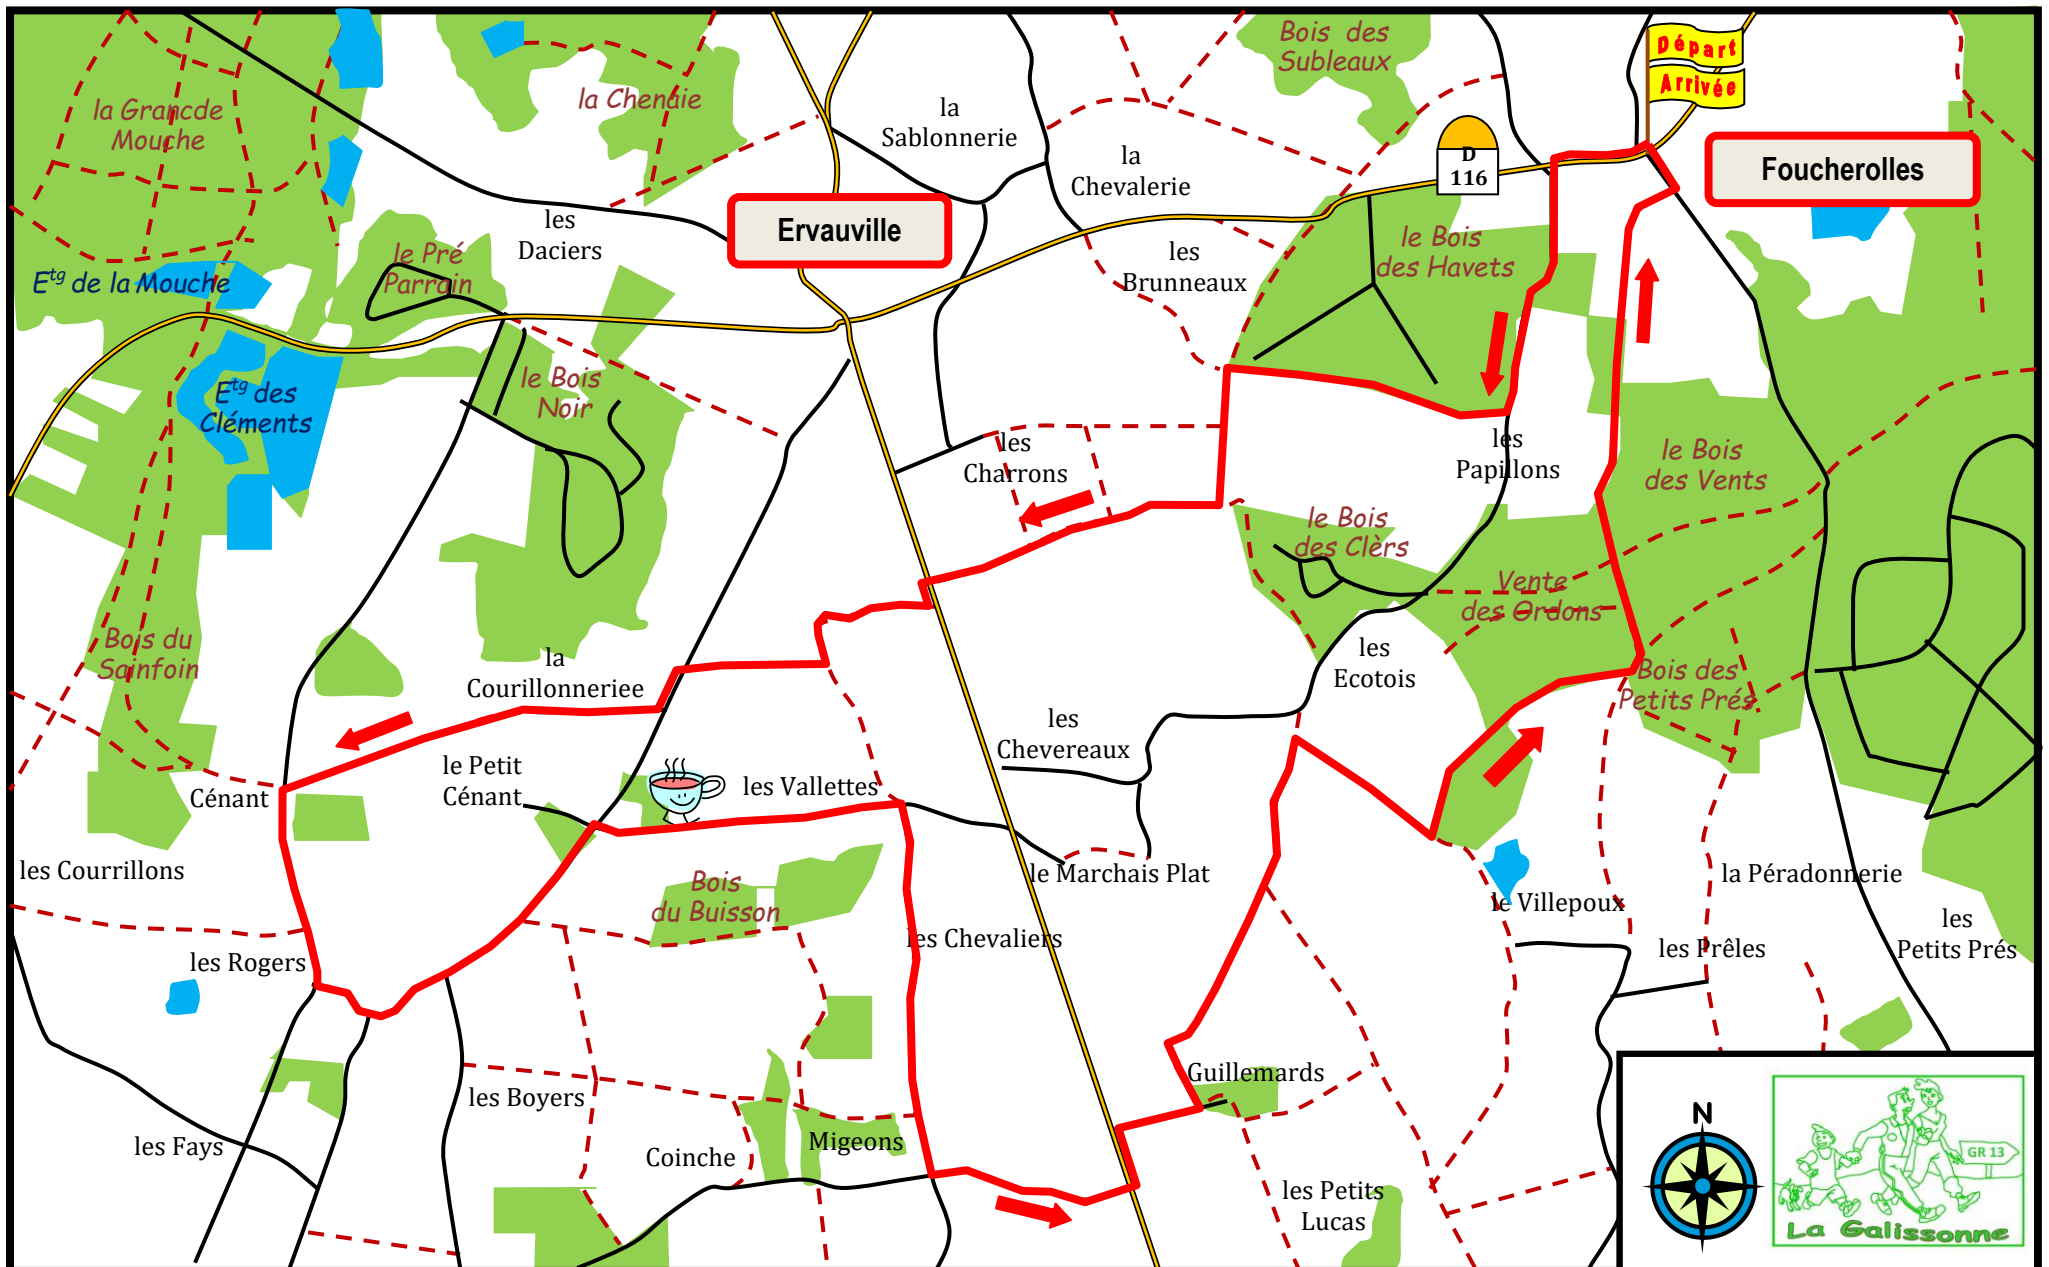 Départ
Arrivée
Bois des
Subleaux
la Chenaie
la Grancde
Mouche
la
Sablonnerie
la
Chevalerie
D
116
Foucherolles
les
Daciers
Ervauville
le Pré
Parrain
les
Brunneaux
le Bois
des Havets
Etg de la Mouche
Etg des
Cléments
le Bois
Noir
les
Charrons
les
Papillons
le Bois
des Vents
le Bois
des Clèrs
Vente
des Ordons
Bois du
Sainfoin
la
Courillonneriee
les
Ecotois
Bois des
Petits Prés
les
Chevereaux
le Petit
Cénant
les Vallettes
Cénant
les Courrillons
le Marchais Plat
la Péradonnerie
Bois
du Buisson
le Villepoux
les Chevaliers
les Prêles
les
Petits Prés
les Rogers
Guillemards
les Boyers
les Fays
Coinche
Migeons
les Petits
Lucas
N
GR 13
La Galissonne